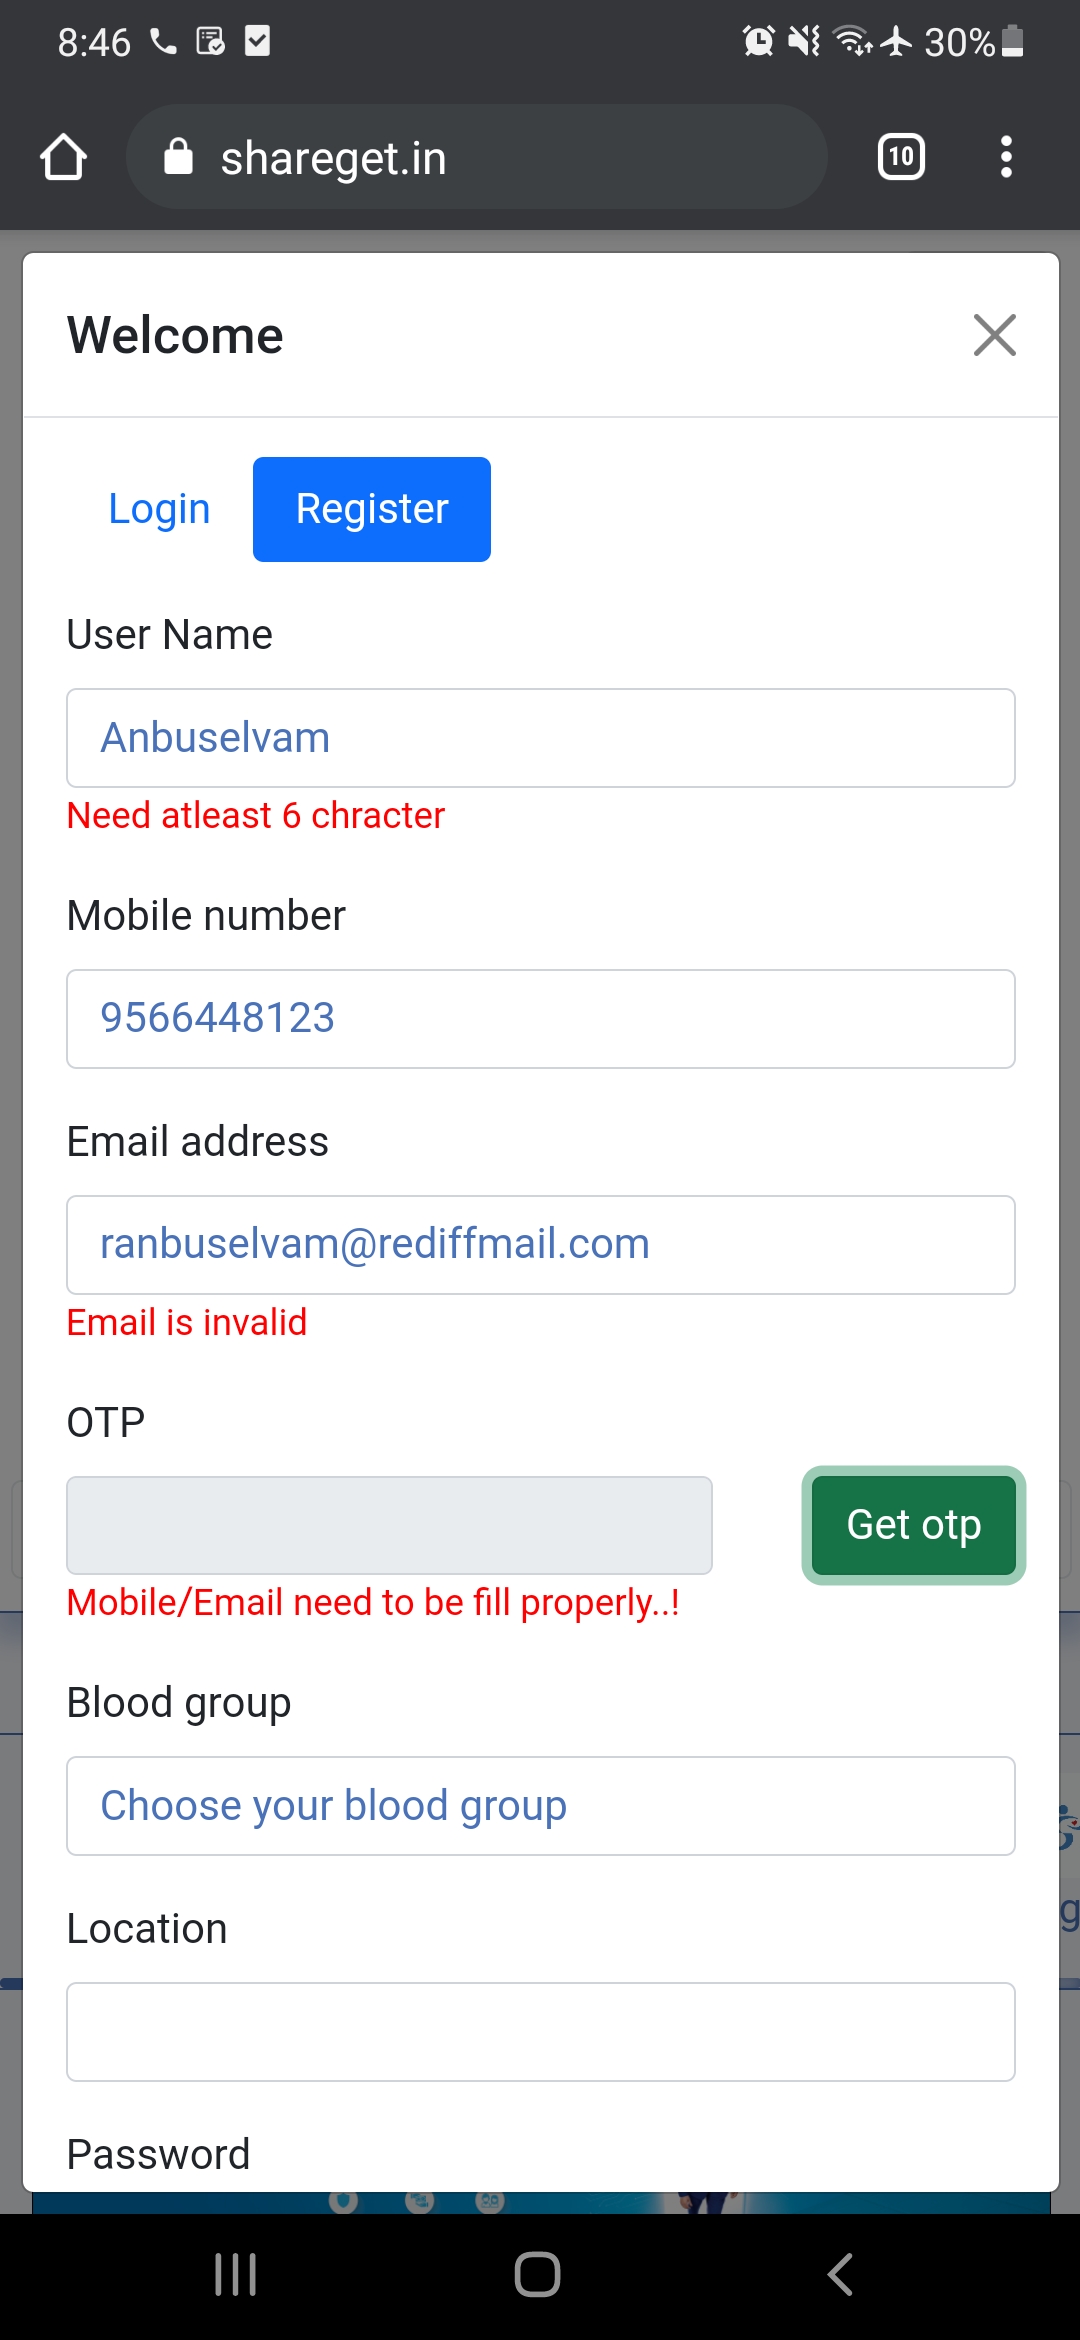 8:46
30%
shareget.in
10
Welcome
Login
Register
User Name
Anbuselvam
Need atleast 6 chracter
Mobile number
9566448123
Email address
ranbuselvam@rediffmail.com
Email is invalid
OTP
Get otp
Mobile/Email need to be fill properly..!
Blood group
Choose your blood group
Location
g
Password